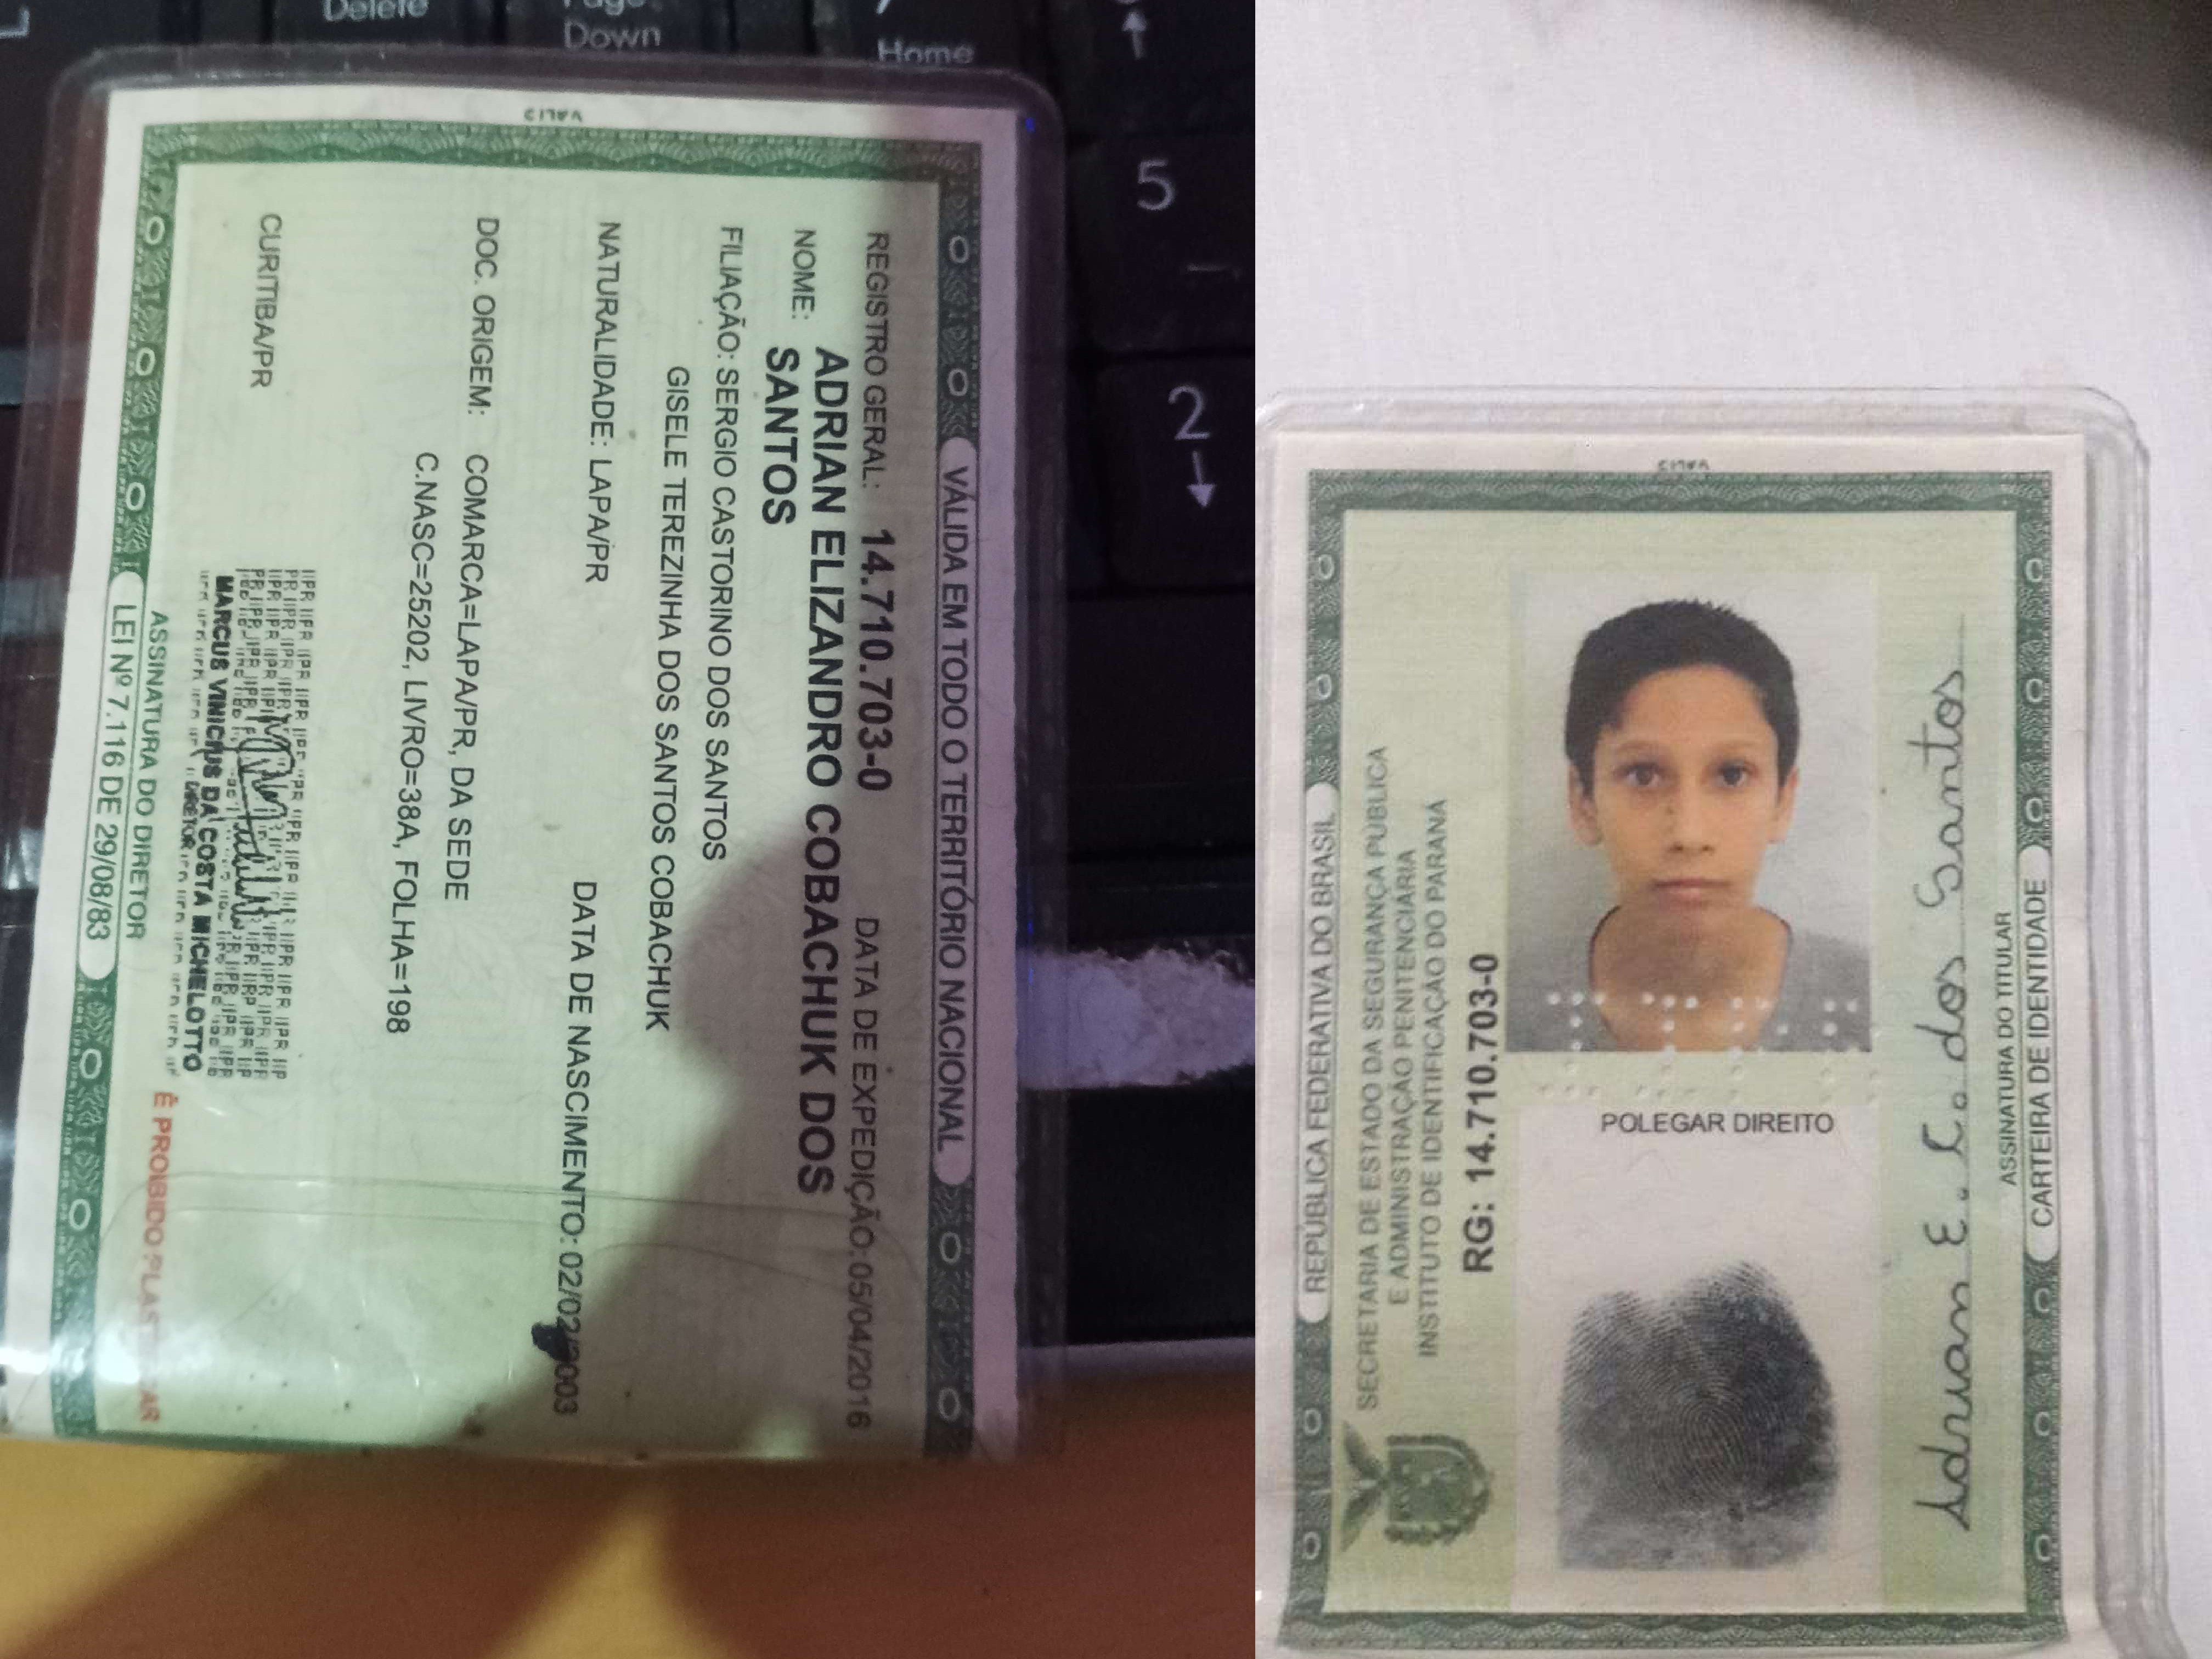 Delete
Page
Down
Home
5
2
VALID
VÁLIDA EM TODO O TERRITÓRIO NACIONAL
REGISTRO GERAL: 14.710.703-0 DATA DE EXPEDIÇÃO: 05/04/2016
NOME: ADRIAN ELIZANDRO COBACHUK DOS
SANTOS
FILIAÇÃO: SERGIO CASTORINO DOS SANTOS
GISELE TEREZINHA DOS SANTOS COBACHUK
NATURALIDADE: LAPA/PR DATA DE NASCIMENTO: 02/02/2003
DOC. ORIGEM: COMARCA=LAPA/PR, DA SEDE
C.NASC=25202, LIVRO=38A, FOLHA=198
CURITIBA/PR
MARCUS VINICIUS DA COSTA MICHELOTTO
DIRETOR
ASSINATURA DO DIRETOR
É PROIBIDO PLASTIFICAR
LEI Nº 7.116 DE 29/08/83
REPÚBLICA FEDERATIVA DO BRASIL
SECRETARIA DE ESTADO DA SEGURANÇA PÚBLICA
E ADMINISTRAÇÃO PENITENCIÁRIA
INSTITUTO DE IDENTIFICAÇÃO DO PARANÁ
RG: 14.710.703-0
POLEGAR DIREITO
Adrian E. C. dos Santos
ASSINATURA DO TITULAR
CARTEIRA DE IDENTIDADE